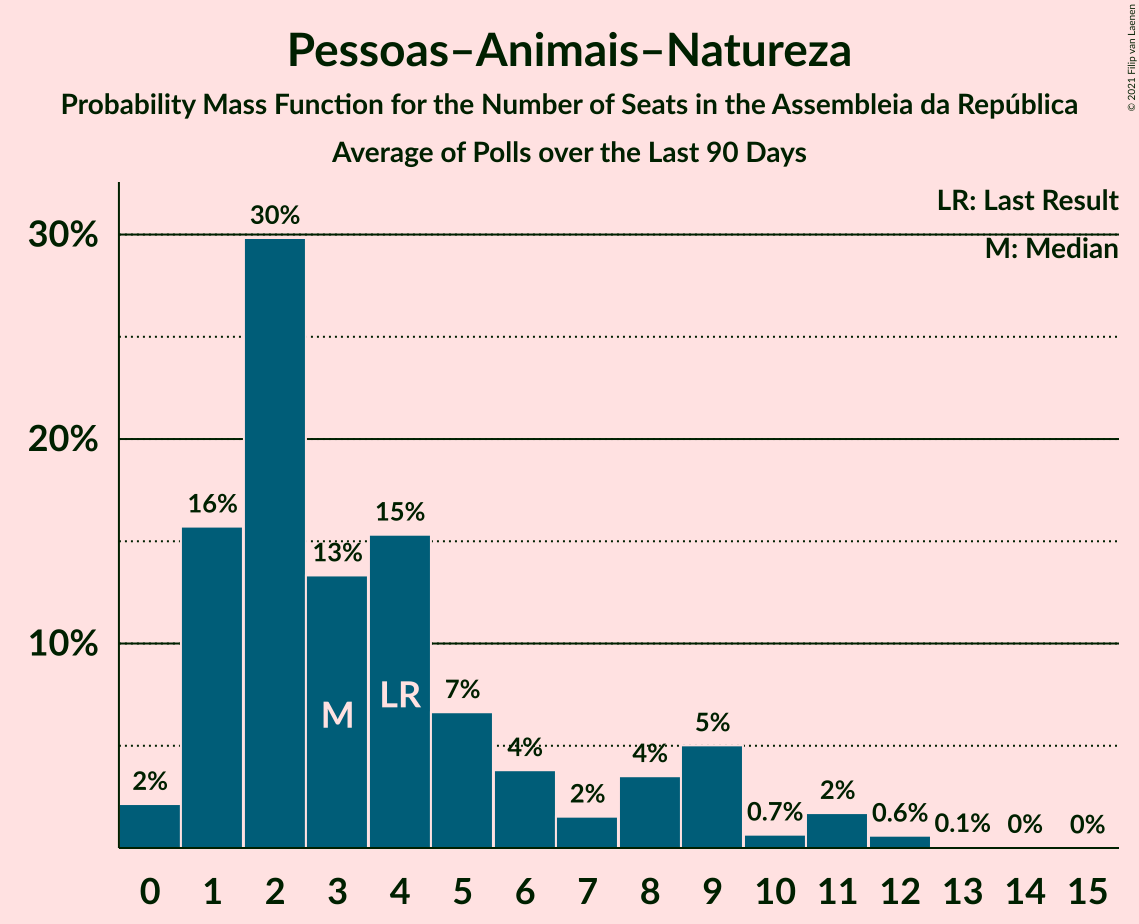 Pessoas–Animais–Natureza
Probability Mass Function for the Number of Seats in the Assembleia da República
Average of Polls over the Last 90 Days
© 2021 Filip van Laenen
LR: Last Result
M: Median
30%
20%
10%
2%
16%
30%
13%
15%
7%
4%
2%
4%
5%
0.7%
2%
0.6%
0.1%
0%
0%
M
LR
0 1 2 3 4 5 6 7 8 9 10 11 12 13 14 15